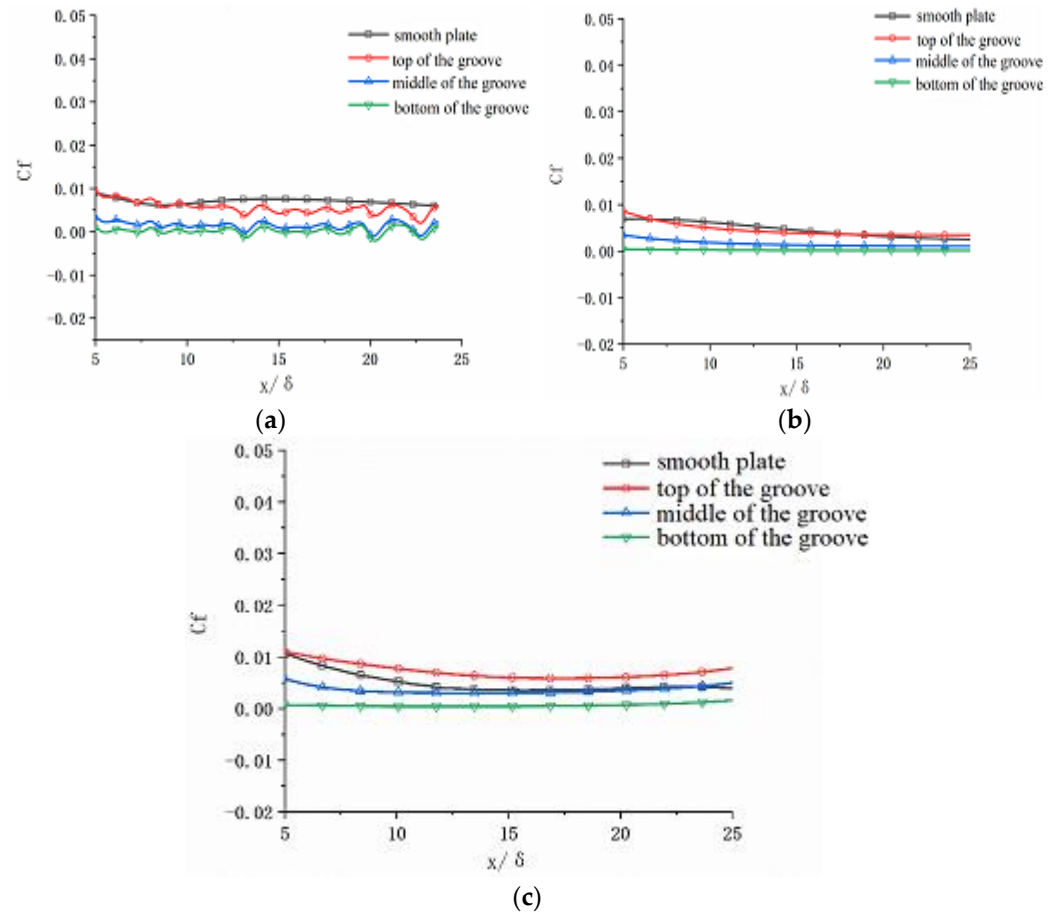 0.05
0.04
0.03
0.02
0.01
0.00
-0.01
-0.02
Cf
smooth plate
top of the groove
middle of the groove
bottom of the groove
5 10 15 20 25
x/ δ
(a)
0.05
0.04
0.03
0.02
0.01
0.00
-0.01
-0.02
Cf
smooth plate
top of the groove
middle of the groove
bottom of the groove
5 10 15 20 25
x/ δ
(b)
0.05
0.04
0.03
0.02
0.01
0.00
-0.01
-0.02
Cf
smooth plate
top of the groove
middle of the groove
bottom of the groove
5 10 15 20 25
x/ δ
(c)